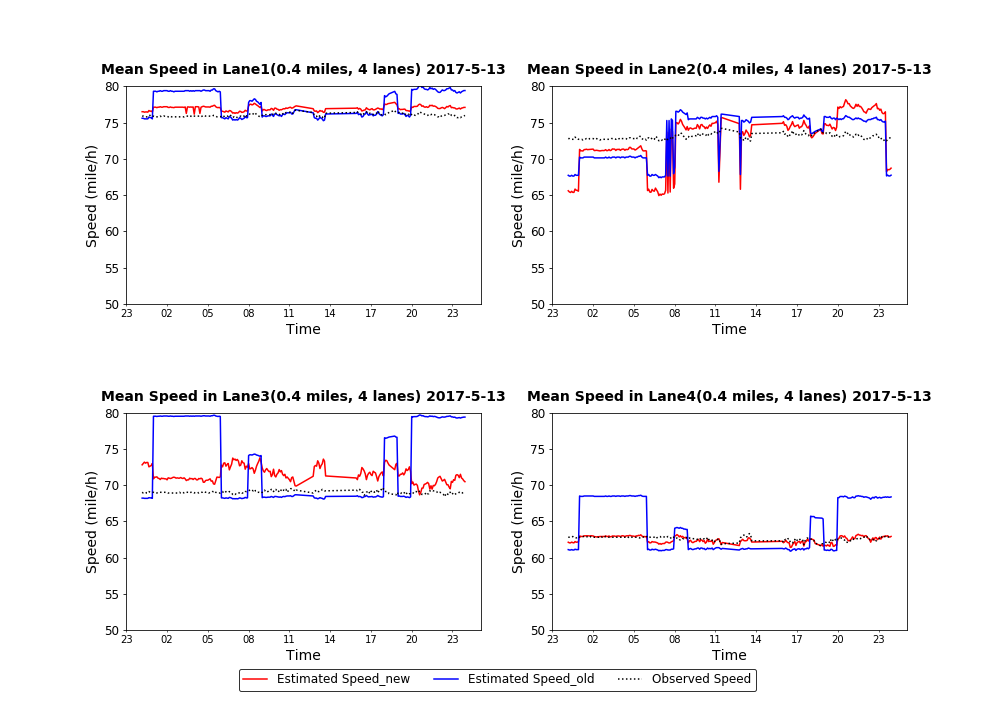 Mean Speed in Lane1(0.4 miles, 4 lanes) 2017-5-13
80
75
70
65
60
55
50
Speed (mile/h)
23 02 05 08 11 14 17 20 23
Time
Mean Speed in Lane2(0.4 miles, 4 lanes) 2017-5-13
80
75
70
65
60
55
50
Speed (mile/h)
23 02 05 08 11 14 17 20 23
Time
Mean Speed in Lane3(0.4 miles, 4 lanes) 2017-5-13
80
75
70
65
60
55
50
Speed (mile/h)
23 02 05 08 11 14 17 20 23
Time
Mean Speed in Lane4(0.4 miles, 4 lanes) 2017-5-13
80
75
70
65
60
55
50
Speed (mile/h)
23 02 05 08 11 14 17 20 23
Time
Estimated Speed_new Estimated Speed_old Observed Speed